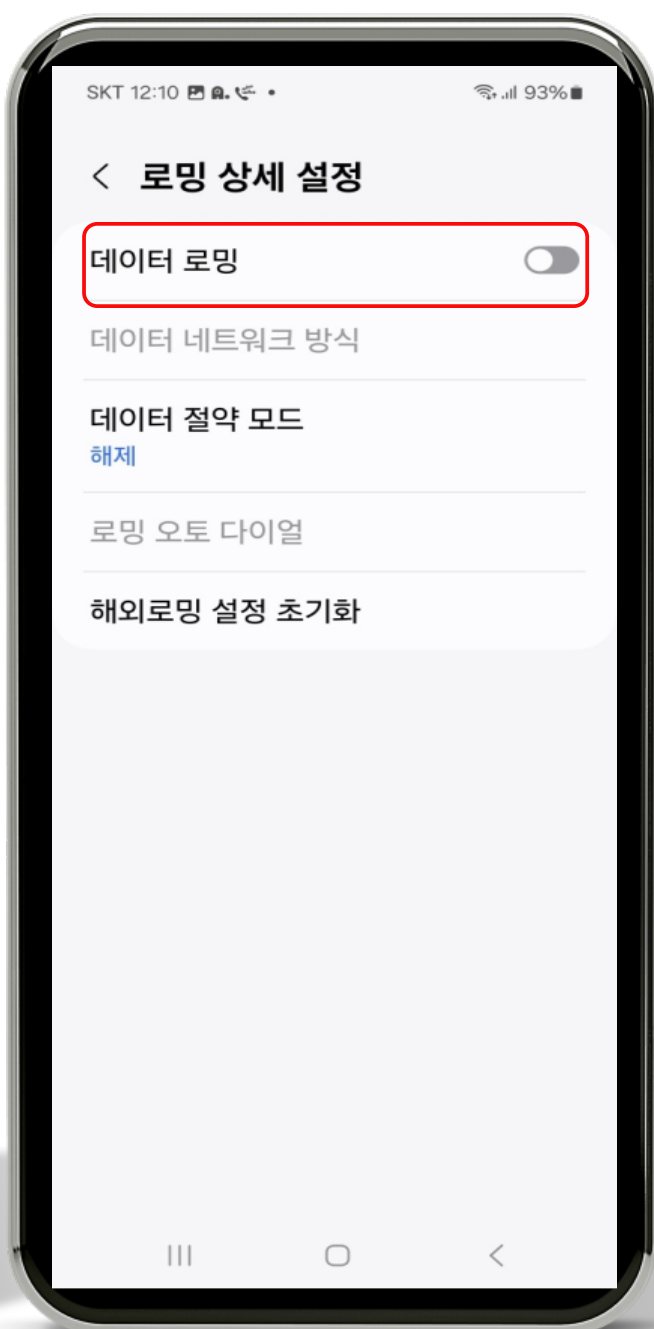 SKT 12:10
93%
로밍 상세 설정
데이터 로밍
데이터 네트워크 방식
데이터 절약 모드
해제
로밍 오토 다이얼
해외로밍 설정 초기화